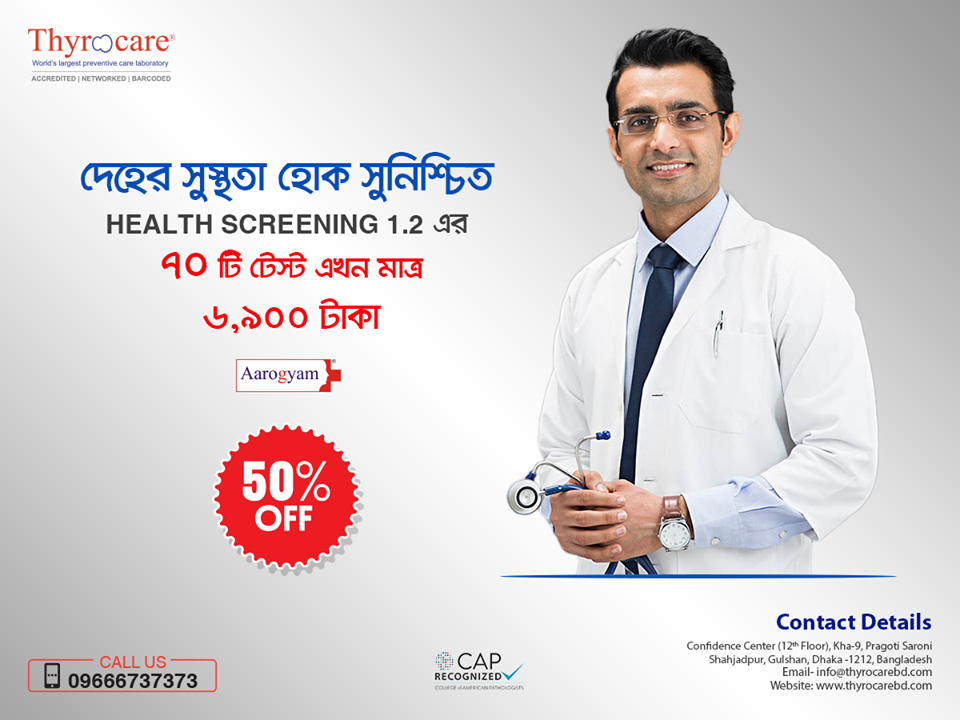 Thyrocare®
World's largest preventive care laboratory
ACCREDITED | NETWORKED | BARCODED
দেহের সুস্থতা হোক সুনিশ্চিত
HEALTH SCREENING 1.2 এর
৭০ টি টেস্ট এখন মাত্র
৬,৯০০ টাকা
Aarogyam®
50%
OFF
Contact Details
Confidence Center (12th Floor), Kha-9, Pragoti Saroni
Shahjadpur, Gulshan, Dhaka -1212, Bangladesh
Email- info@thyrocarebd.com
Website: www.thyrocarebd.com
CALL US
09666737373
CAP
RECOGNIZED
COLLEGE of AMERICAN PATHOLOGISTS